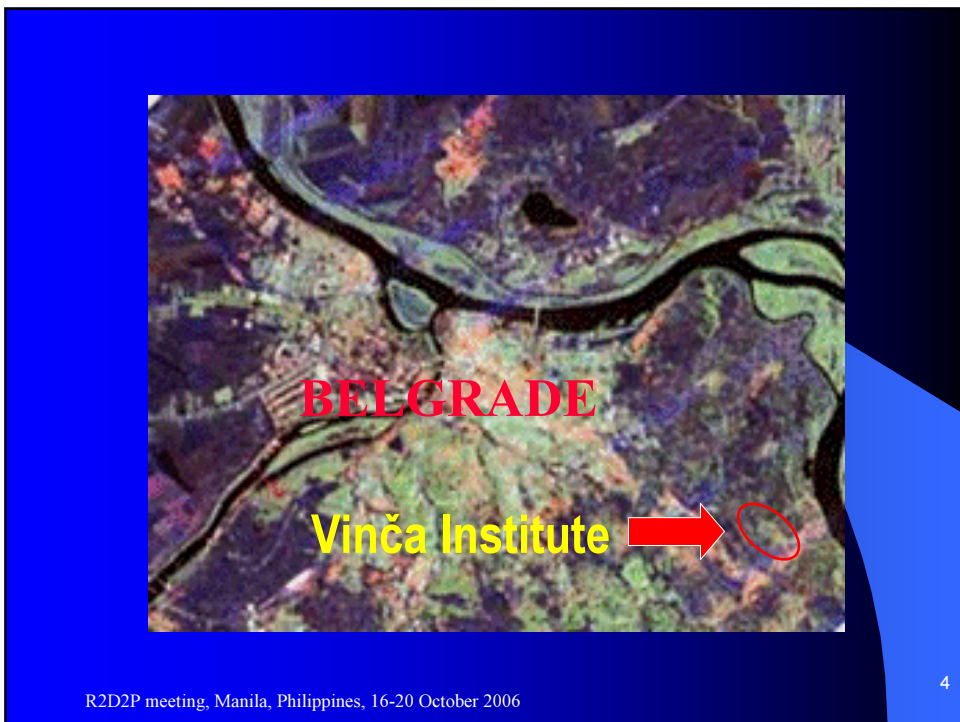 BELGRADE
Vinča Institute
R2D2P meeting, Manila, Philippines, 16-20 October 2006
4